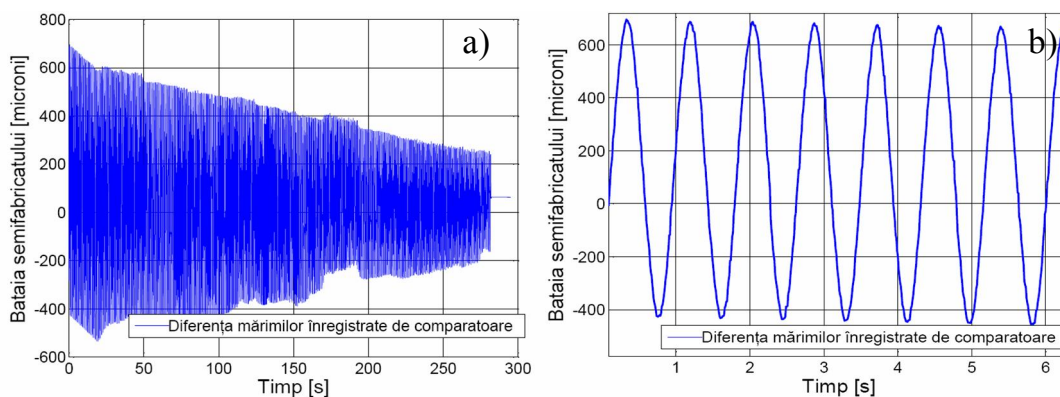 a)
Bataia semifabricatului [microni]
800
600
400
200
0
-200
-400
-600
Diferența mărimilor înregistrate de comparatoare
0 50 100 150 200 250 300
Timp [s]
b)
Bataia semifabricatului [microni]
600
400
200
0
-200
-400
Diferența mărimilor înregistrate de comparatoare
1 2 3 4 5 6
Timp [s]